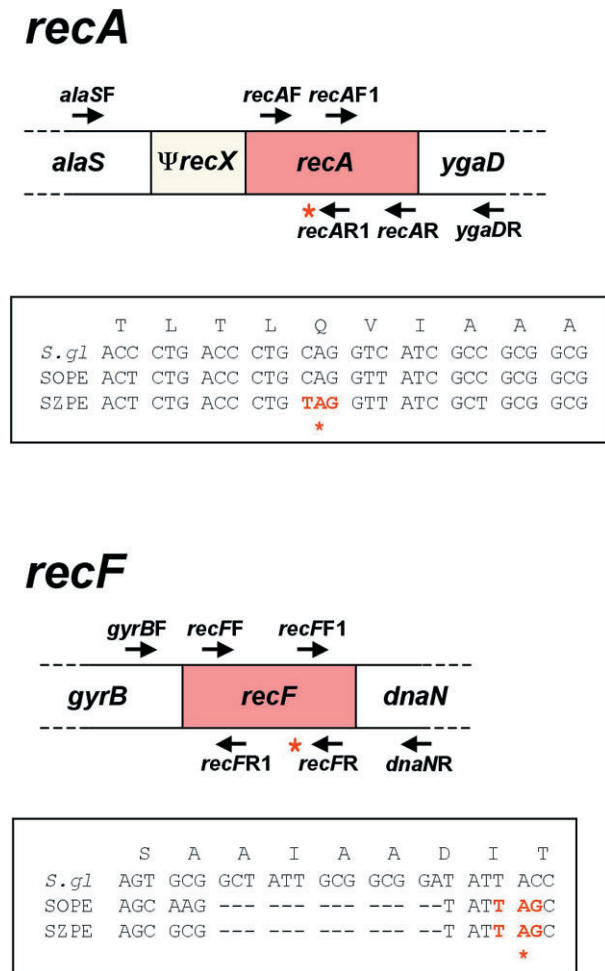 recA
alaSF recAF recAF1
alaS ΨrecX recA ygaD
* recAR1 recAR ygaDR
T L T L Q V I A A A
S.gl ACC CTG ACC CTG CAG GTC ATC GCC GCG GCG
SOPE ACT CTG ACC CTG CAG GTT ATC GCC GCG GCG
SZPE ACT CTG ACC CTG TAG GTT ATC GCT GCG GCG
*
recF
gyrBF recFF recFF1
gyrB recF dnaN
recFR1 * recFR dnaNR
S A A I A A D I T
S.gl AGT GCG GCT ATT GCG GCG GAT ATT ACC
SOPE AGC AAG --- --- --- --- --T ATT AGC
SZPE AGC GCG --- --- --- --- --T ATT AGC
*